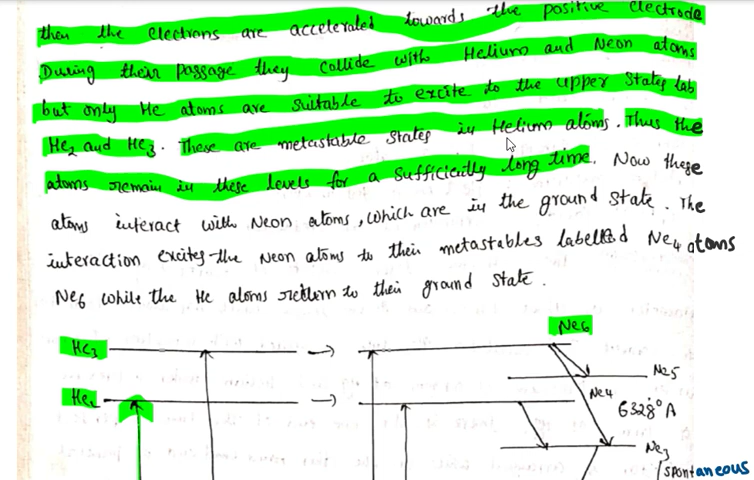 then the electrons are accelerated towards the positive electrode
During their passage they collide with Helium and Neon atoms
but only He atoms are suitable to excite to the upper states lab
He2 and He3. These are metastable states in Helium atoms. Thus the
atoms remain in these levels for a sufficiently long time. Now these
atoms interact with Neon atoms, which are in the ground state. The
interaction excites the Neon atoms to their metastables labelled Ne4 atoms
Ne6 while the He atoms return to their ground state.
He3
Ne6
Ne5
He2
Ne4
6328°A
Ne3
spontaneous